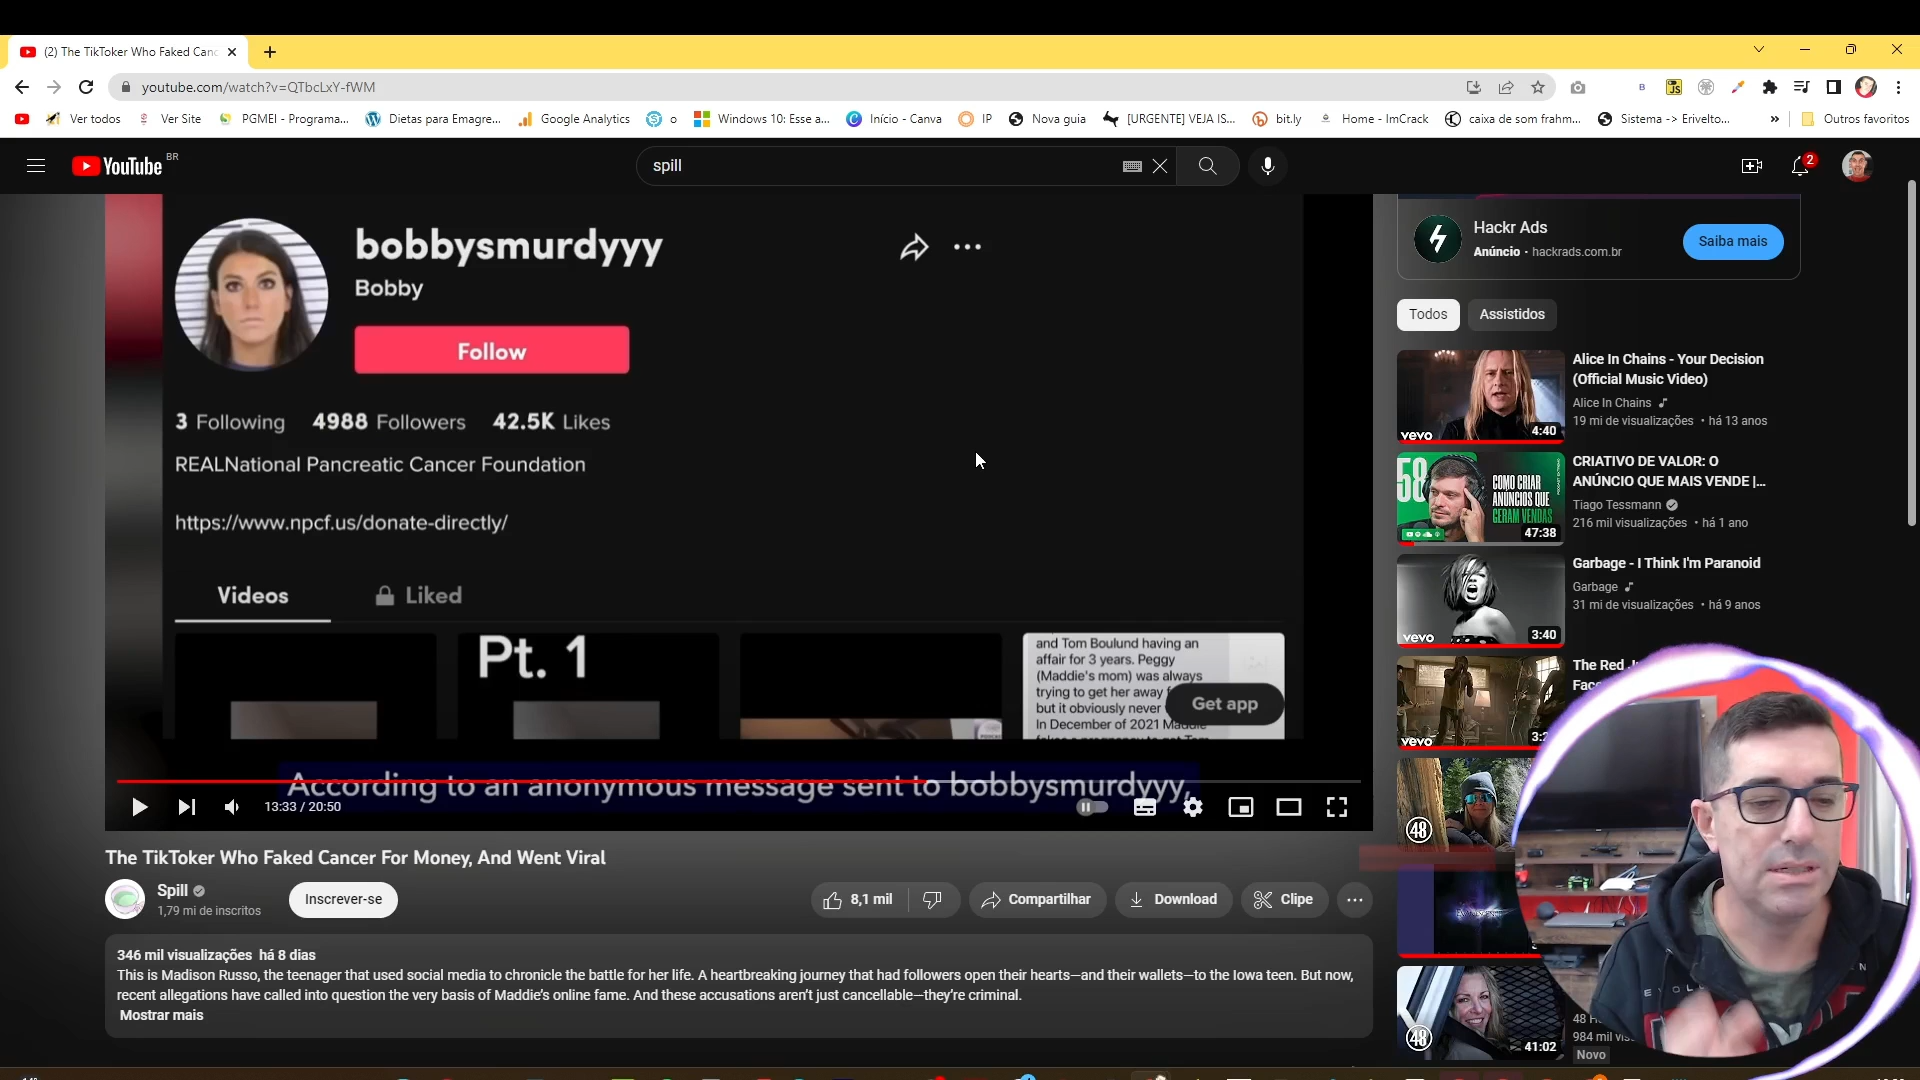 (2) The TikToker Who Faked Canc
youtube.com/watch?v=QTbcLxY-fWM
Ver todos
Ver Site
PGMEI - Programa...
Dietas para Emagre...
Google Analytics
o
Windows 10: Esse a...
Início - Canva
IP
Nova guia
[URGENTE] VEJA IS...
bit.ly
Home - ImCrack
caixa de som frahm...
Sistema -> Erivelto...
»
Outros favoritos
YouTube BR
spill
2
bobbysmurdyyy
Bobby
Follow
3 Following 4988 Followers 42.5K Likes
REALNational Pancreatic Cancer Foundation
https://www.npcf.us/donate-directly/
Videos
Liked
Pt. 1
and Tom Boulund having an
affair for 3 years. Peggy
(Maddie's mom) was always
trying to get her away
but it obviously never
In December of 2021
Get app
According to an anonymous message sent to bobbysmurdyyy,
13:33 / 20:50
The TikToker Who Faked Cancer For Money, And Went Viral
Spill
1,79 mi de inscritos
Inscrever-se
8,1 mil
Compartilhar
Download
Clipe
346 mil visualizações há 8 dias
This is Madison Russo, the teenager that used social media to chronicle the battle for her life. A heartbreaking journey that had followers open their hearts—and their wallets—to the Iowa teen. But now,
recent allegations have called into question the very basis of Maddie's online fame. And these accusations aren't just cancellable—they're criminal.
Mostrar mais
Hackr Ads
Anúncio · hackrads.com.br
Saiba mais
Todos
Assistidos
vevo
4:40
Alice In Chains - Your Decision
(Official Music Video)
Alice In Chains
19 mi de visualizações • há 13 anos
58
COMO CRIAR
ANÚNCIOS QUE
GERAM VENDAS
47:38
CRIATIVO DE VALOR: O
ANÚNCIO QUE MAIS VENDE |...
Tiago Tessmann
216 mil visualizações • há 1 ano
vevo
3:40
Garbage - I Think I'm Paranoid
Garbage
31 mi de visualizações • há 9 anos
vevo
The Red
48
48
41:02
48
984 mil
Novo